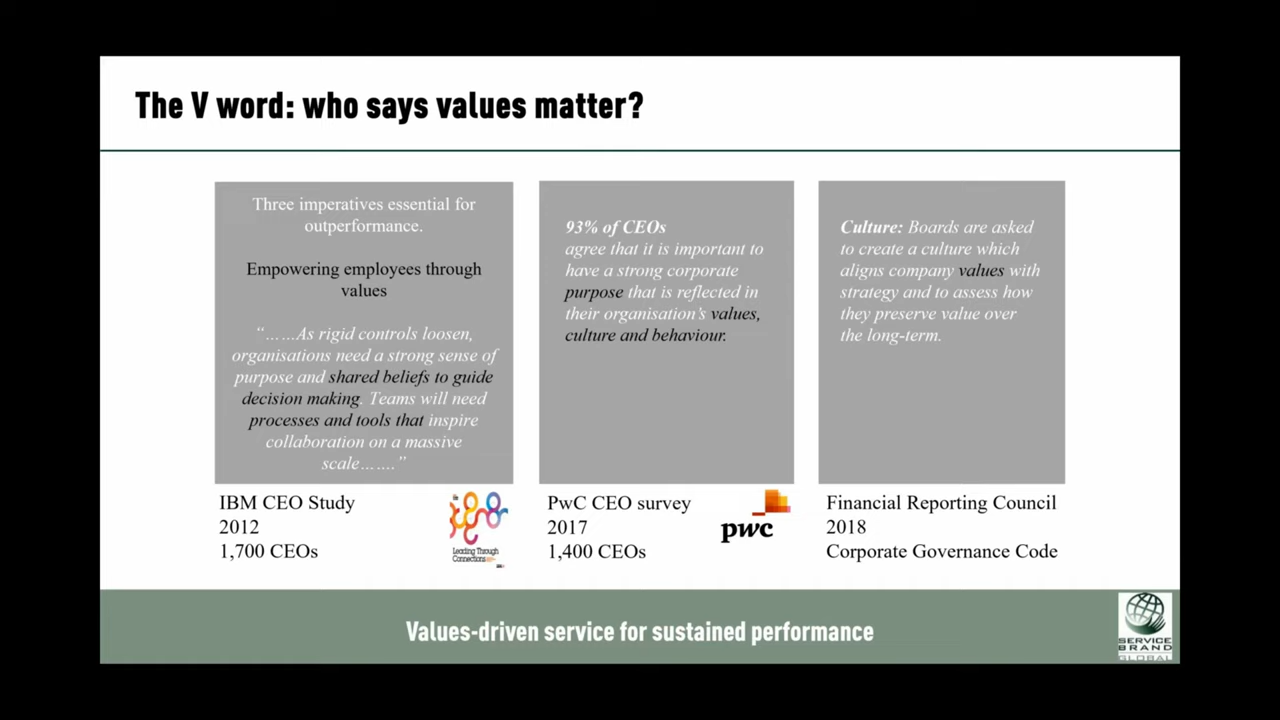 The V word: who says values matter?
Three imperatives essential for
outperformance.
Empowering employees through
values
“……As rigid controls loosen,
organisations need a strong sense of
purpose and shared beliefs to guide
decision making. Teams will need
processes and tools that inspire
collaboration on a massive
scale…….”
IBM CEO Study
2012
1,700 CEOs
Leading Through
Connections
93% of CEOs
agree that it is important to
have a strong corporate
purpose that is reflected in
their organisation’s values,
culture and behaviour.
PwC CEO survey
2017
1,400 CEOs
pwc
Culture: Boards are asked
to create a culture which
aligns company values with
strategy and to assess how
they preserve value over
the long-term.
Financial Reporting Council
2018
Corporate Governance Code
Values-driven service for sustained performance
SERVICE
BRAND
GLOBAL